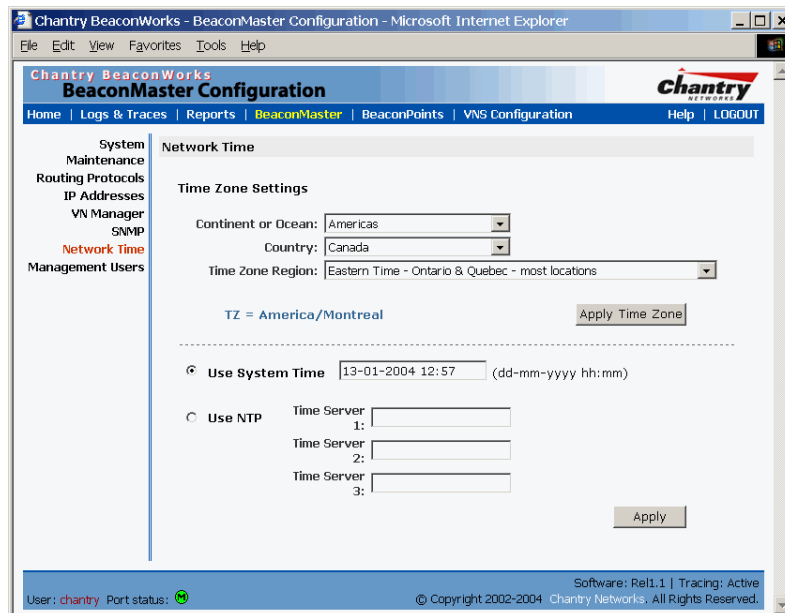 Chantry BeaconWorks - BeaconMaster Configuration - Microsoft Internet Explorer
File Edit View Favorites Tools Help
Chantry BeaconWorks
BeaconMaster Configuration
Chantry
NETWORKS
Home | Logs & Traces | Reports | BeaconMaster | BeaconPoints | VNS Configuration Help | LOGOUT
System
Maintenance
Routing Protocols
IP Addresses
VN Manager
SNMP
Network Time
Management Users
Network Time
Time Zone Settings
Continent or Ocean: Americas
Country: Canada
Time Zone Region: Eastern Time - Ontario & Quebec - most locations
TZ = America/Montreal Apply Time Zone
Use System Time 13-01-2004 12:57 (dd-mm-yyyy hh:mm)
Use NTP Time Server
1:
Time Server
2:
Time Server
3:
Apply
Software: Rel1.1 | Tracing: Active
User: chantry Port status: M © Copyright 2002-2004 Chantry Networks. All Rights Reserved.